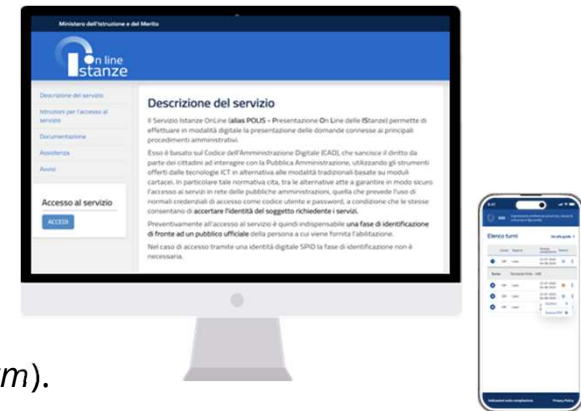 Ministero dell'Istruzione e del Merito
On line
Istanze
Descrizione del servizio
Istruzioni per l'accesso al
servizio
Documentazione
Assistenza
Avvisi
Accesso al servizio
ACCEDI
Descrizione del servizio
Il Servizio Istanze OnLine (alias POLIS - Presentazione On Line delle IStanze) permette di
effettuare in modalità digitale la presentazione delle domande connesse ai principali
procedimenti amministrativi.
Esso è basato sul Codice dell'Amministrazione Digitale (CAD), che sancisce il diritto da
parte dei cittadini ad interagire con la Pubblica Amministrazione, utilizzando gli strumenti
offerti dalle tecnologie ICT in alternativa alle modalità tradizionali basate su moduli
cartacei. In particolare tale normativa cita, tra le alternative atte a garantire in modo sicuro
l'accesso ai servizi in rete delle pubbliche amministrazioni, quella che prevede l'uso di
normali credenziali di accesso come codice utente e password, a condizione che le stesse
consentano di accertare l'identità del soggetto richiedente i servizi.
Preventivamente all'accesso al servizio è quindi indispensabile una fase di identificazione
di fronte ad un pubblico ufficiale della persona a cui viene fornita l'abilitazione.
Nel caso di accesso tramite una identità digitale SPID la fase di identificazione non è
necessaria.
Elenco turni
Privacy Policy
m).